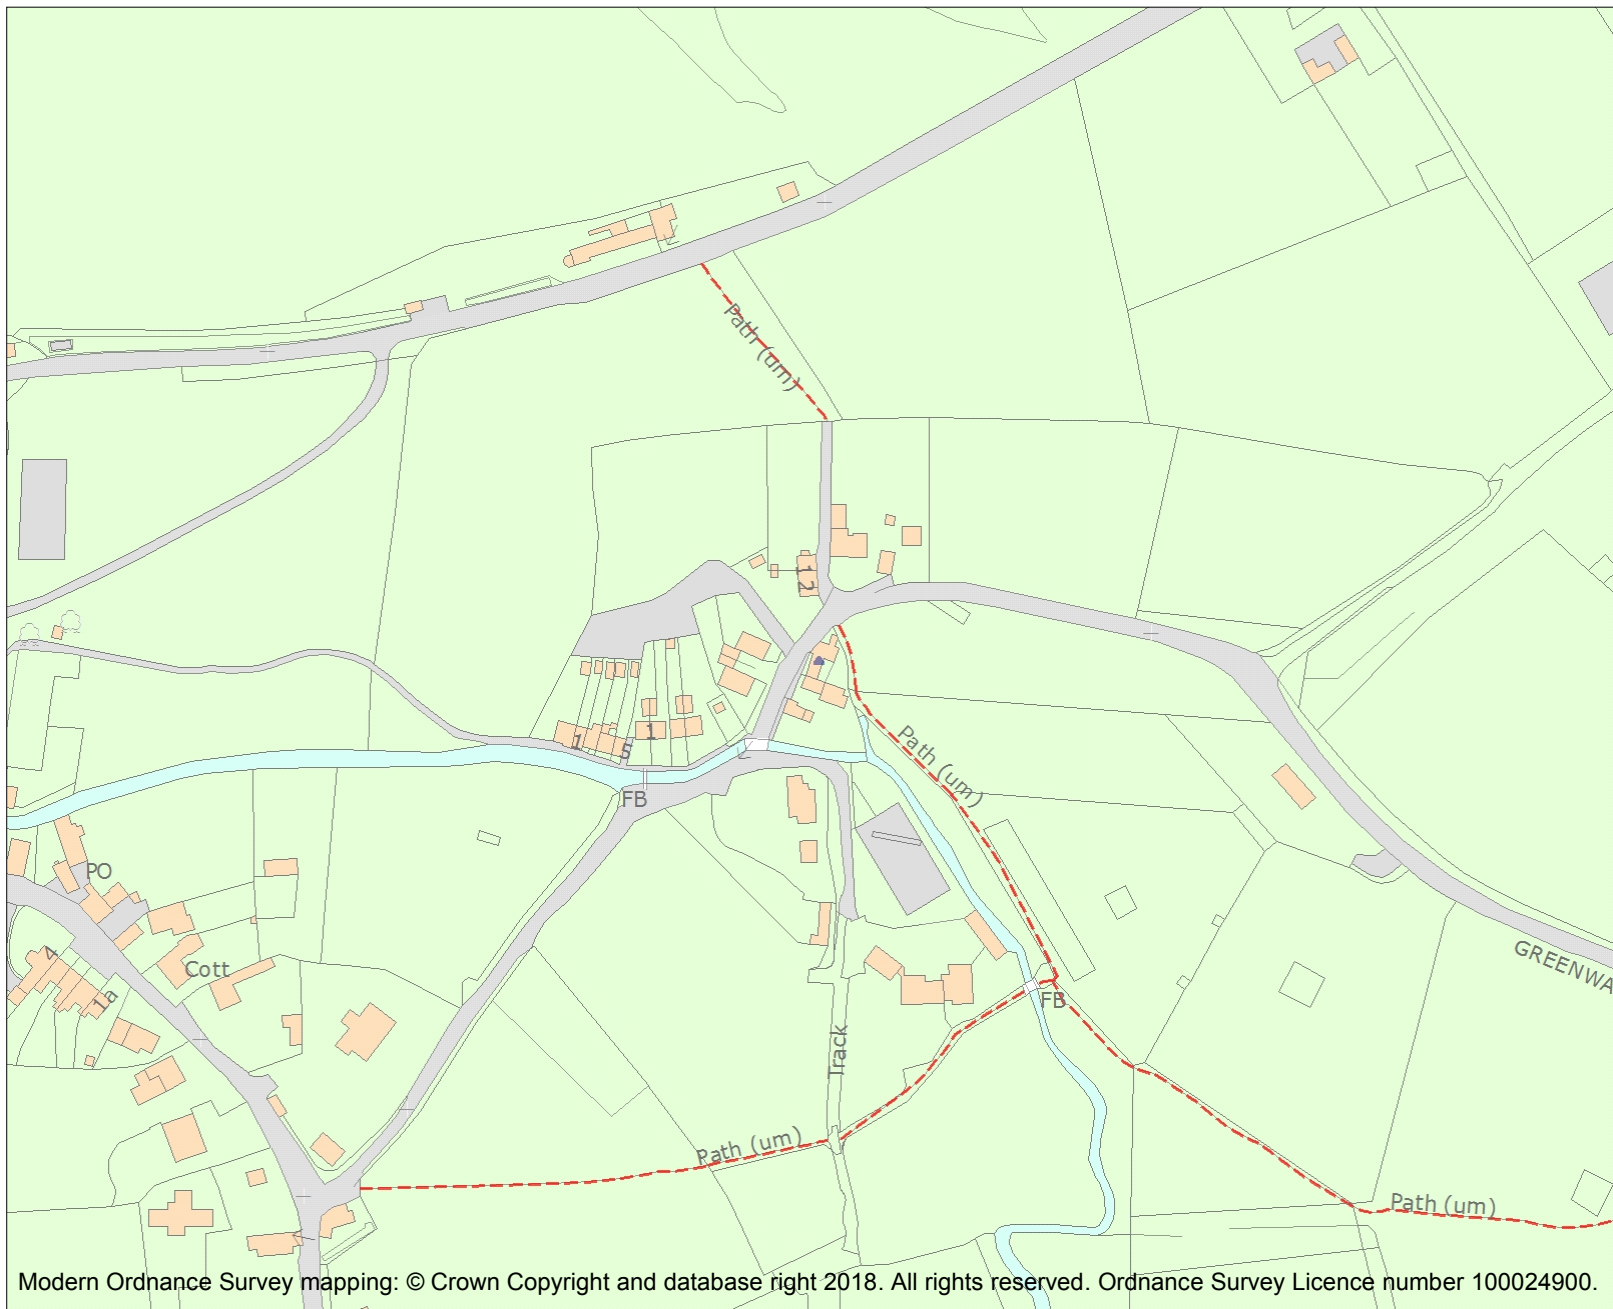 Path (um)
12
1
1
5
FB
Path (um)
PO
4
Cott
1a
GREENWA
FB
Track
Path (um)
Path (um)
Modern Ordnance Survey mapping: © Crown Copyright and database right 2018. All rights reserved. Ordnance Survey Licence number 100024900.